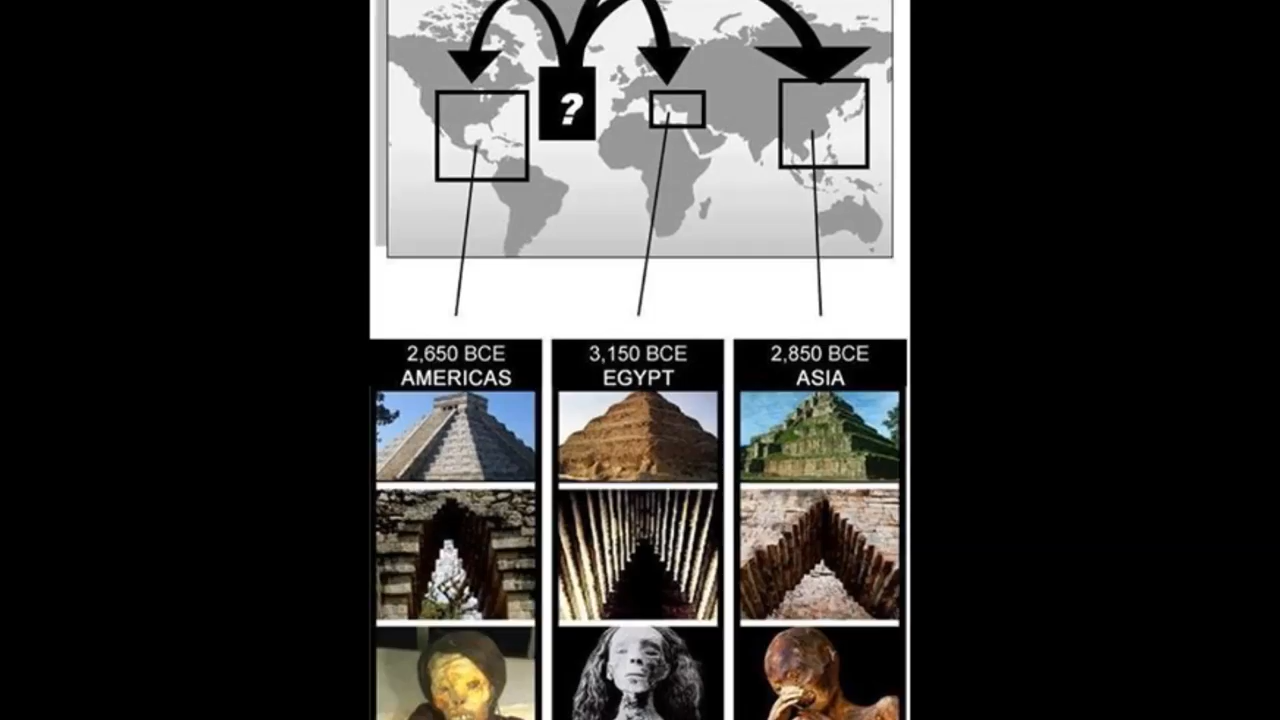 ?
2,650 BCE
AMERICAS
3,150 BCE
EGYPT
2,850 BCE
ASIA